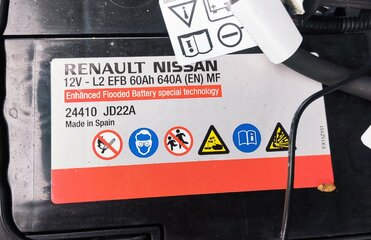 RENAULT NISSAN
12V - L2 EFB 60Ah 640A (EN) MF
Enhanced Flooded Battery special technology
24410 JD22A
Made in Spain